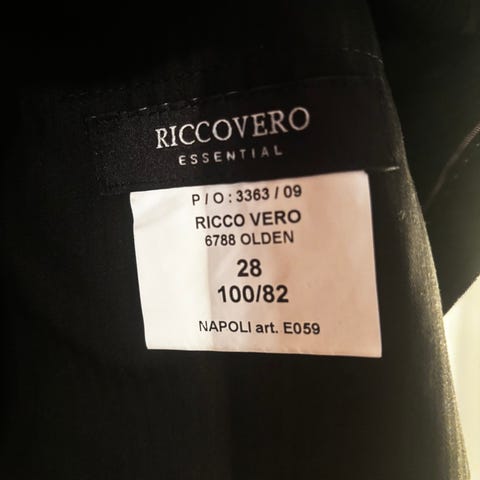 RICCOVERO
ESSENTIAL
P / O : 3363 / 09
RICCO VERO
6788 OLDEN
28
100/82
NAPOLI art. E059